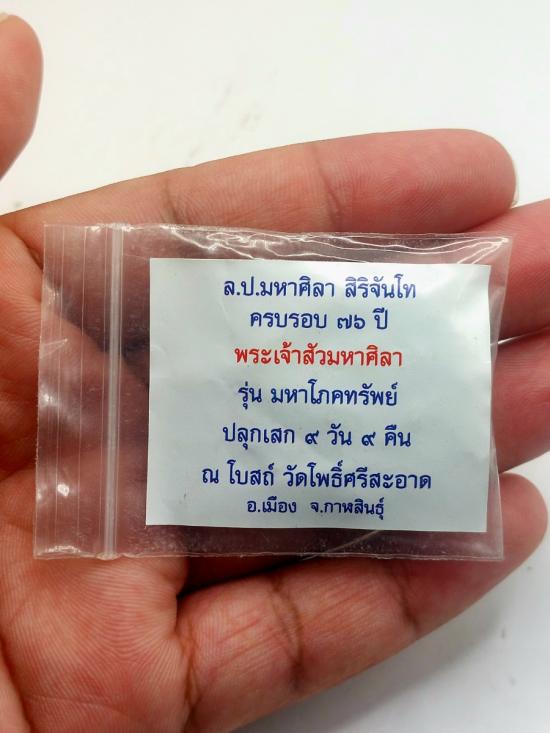 ล.ป.มหาศิลา สิริจันโท
ครบรอบ ๗๖ ปี
พระเจ้าสัวมหาศิลา
รุ่น มหาโภคทรัพย์
ปลุกเสก ๙ วัน ๙ คืน
ณ โบสถ์ วัดโพธิ์ศรีสะอาด
อ.เมือง จ.กาหสินธุ์